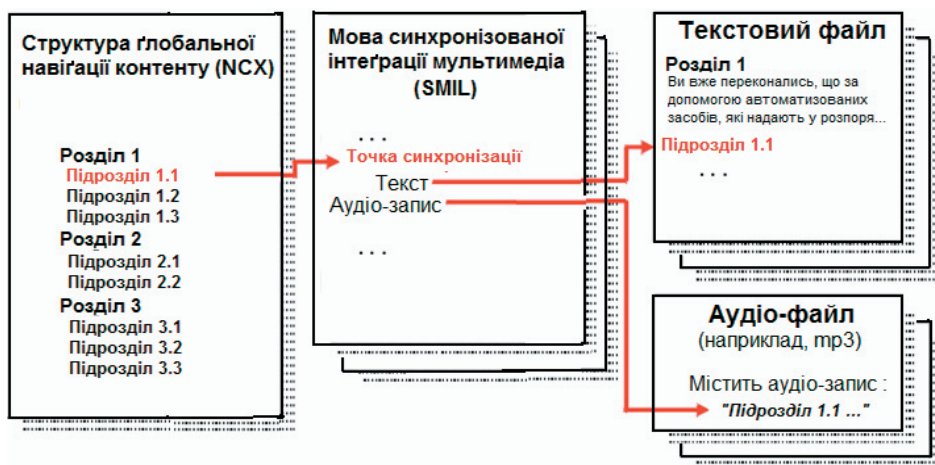 Структура ґлобальної
навіґації контенту (NCX)
Розділ 1
Підрозділ 1.1
Підрозділ 1.2
Підрозділ 1.3
Розділ 2
Підрозділ 2.1
Підрозділ 2.2
Розділ 3
Підрозділ 3.1
Підрозділ 3.2
Підрозділ 3.3
Мова синхронізованої
інтеґрації мультимедіа
(SMIL)
...
Точка синхронізації
Текст
Аудіо-запис
...
Текстовий файл
Розділ 1
Ви вже переконались, що за
допомогою автоматизованих
засобів, які надають у розпоря...
Підрозділ 1.1
...
Аудіо-файл
(наприклад, mp3)
Містить аудіо-запис :
"Підрозділ 1.1 ..."